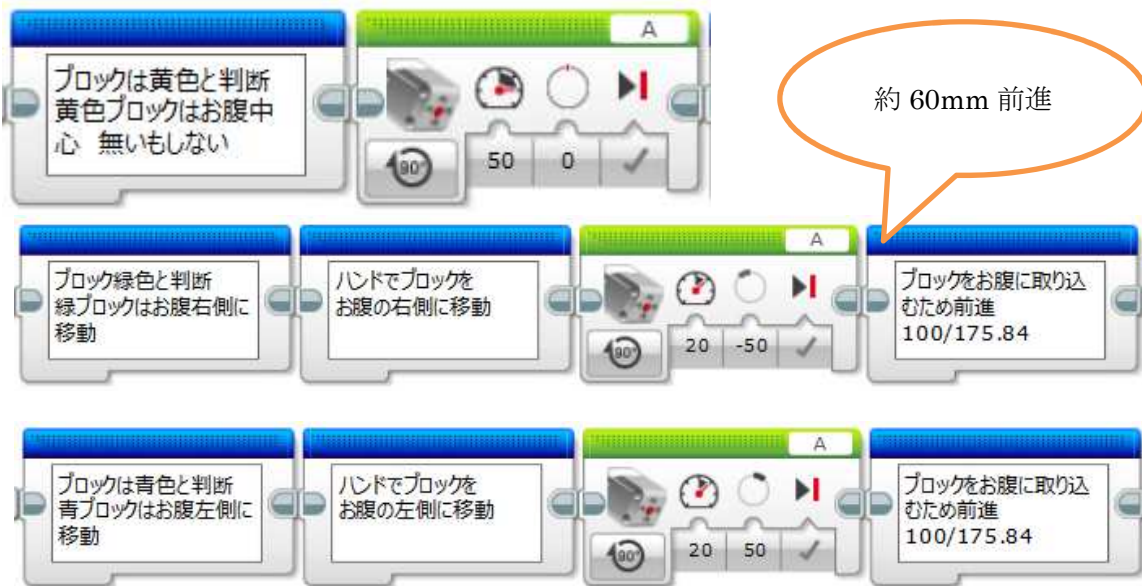 A
ブロックは黄色と判断
黄色ブロックはお腹中
心 無いもしない
90°
50 0
約 60mm 前進
A
ブロック緑色と判断
緑ブロックはお腹右側に
移動
ハンドでブロックを
お腹の右側に移動
90°
20 -50
ブロックをお腹に取り込
むため前進
100/175.84
A
ブロックは青色と判断
青ブロックはお腹左側に
移動
ハンドでブロックを
お腹の左側に移動
90°
20 50
ブロックをお腹に取り込
むため前進
100/175.84